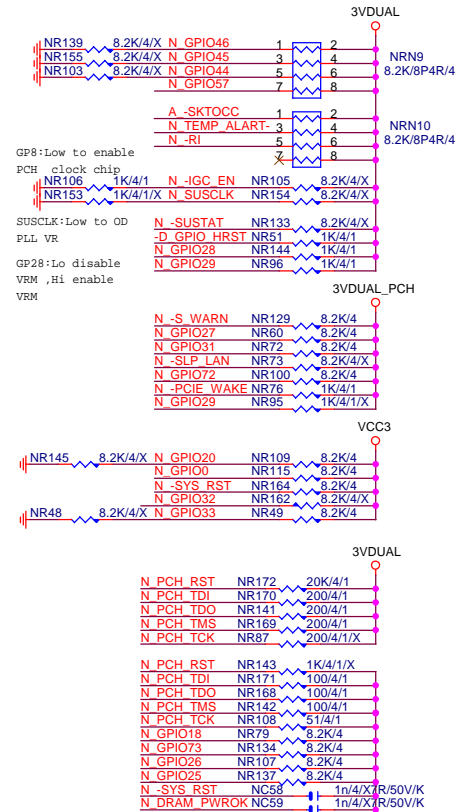 3VDUAL
NR139 8.2K/4/X N_GPIO46 1 2
NR155 8.2K/4/X N_GPIO45 3 4 NRN9
NR103 8.2K/4/X N_GPIO44 5 6 8.2K/8P4R/4
N_GPIO57 7 8
A_-SKTOCC 1 2
N_TEMP_ALART- 3 4 NRN10
N_-RI 5 6 8.2K/8P4R/4
7 8
GP8:Low to enable
PCH clock chip
NR106 1K/4/1 N_-IGC_EN NR105 8.2K/4/X
NR153 1K/4/1/X N_SUSCLK NR154 8.2K/4/X
SUSCLK:Low to OD
PLL VR
N_-SUSTAT NR133 8.2K/4/X
-D_GPIO_HRST NR51 1K/4/1
N_GPIO28 NR144 1K/4/1
N_GPIO29 NR96 1K/4/1
GP28:Lo disable
VRM ,Hi enable
VRM
3VDUAL_PCH
N_-S_WARN NR129 8.2K/4
N_GPIO27 NR60 8.2K/4
N_GPIO31 NR72 8.2K/4
N_-SLP_LAN NR73 8.2K/4/X
N_GPIO72 NR100 8.2K/4
N_-PCIE_WAKE NR76 1K/4/1
N_GPIO29 NR95 1K/4/1/X
VCC3
NR145 8.2K/4/X N_GPIO20 NR109 8.2K/4
N_GPIO0 NR115 8.2K/4
N_-SYS_RST NR164 8.2K/4
N_GPIO32 NR162 8.2K/4/X
NR48 8.2K/4/X N_GPIO33 NR49 8.2K/4
3VDUAL
N_PCH_RST NR172 20K/4/1
N_PCH_TDI NR170 200/4/1
N_PCH_TDO NR141 200/4/1
N_PCH_TMS NR169 200/4/1
N_PCH_TCK NR87 200/4/1/X
N_PCH_RST NR143 1K/4/1/X
N_PCH_TDI NR171 100/4/1
N_PCH_TDO NR168 100/4/1
N_PCH_TMS NR142 100/4/1
N_PCH_TCK NR108 51/4/1
N_GPIO18 NR79 8.2K/4
N_GPIO73 NR134 8.2K/4
N_GPIO26 NR107 8.2K/4
N_GPIO25 NR137 8.2K/4
N_-SYS_RST NC58 1n/4/X7R/50V/K
N_DRAM_PWROK NC59 1n/4/X7R/50V/K